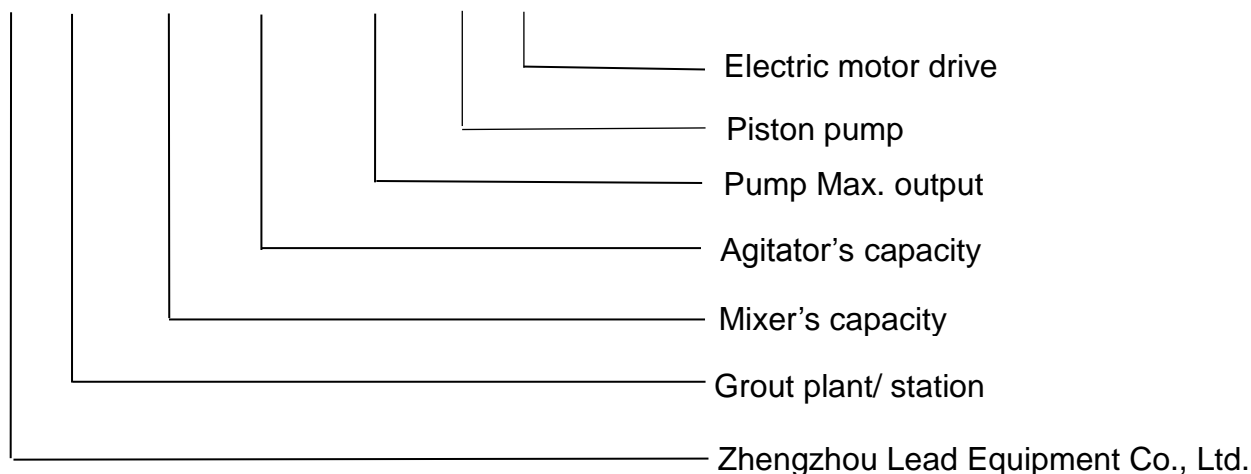 Electric motor drive
Piston pump
Pump Max. output
Agitator’s capacity
Mixer’s capacity
Grout plant/ station
Zhengzhou Lead Equipment Co., Ltd.